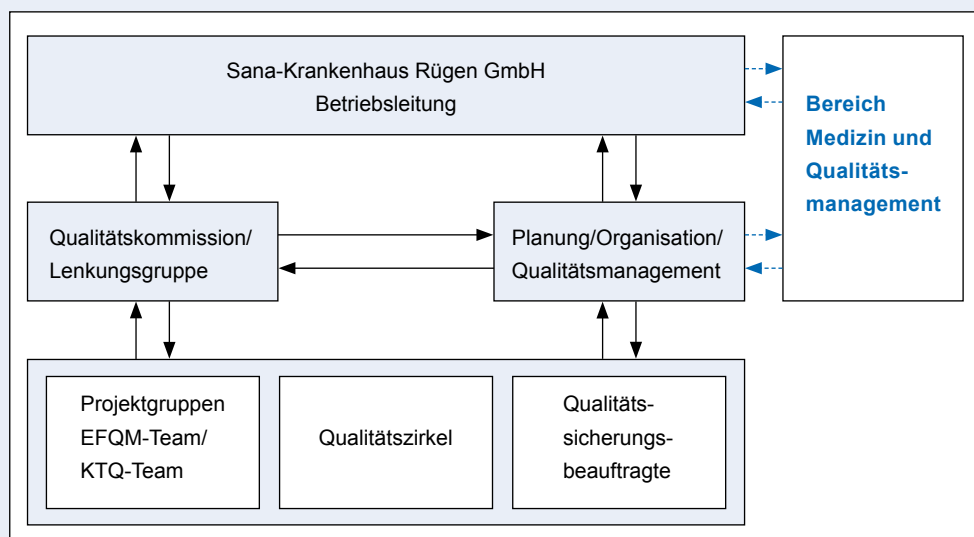 Sana-Krankenhaus Rügen GmbH
Betriebsleitung
Bereich
Medizin und
Qualitäts-
management
Qualitätskommission/
Lenkungsgruppe
Planung/Organisation/
Qualitätsmanagement
Projektgruppen
EFQM-Team/
KTQ-Team
Qualitätszirkel
Qualitäts-
sicherungs-
beauftragte